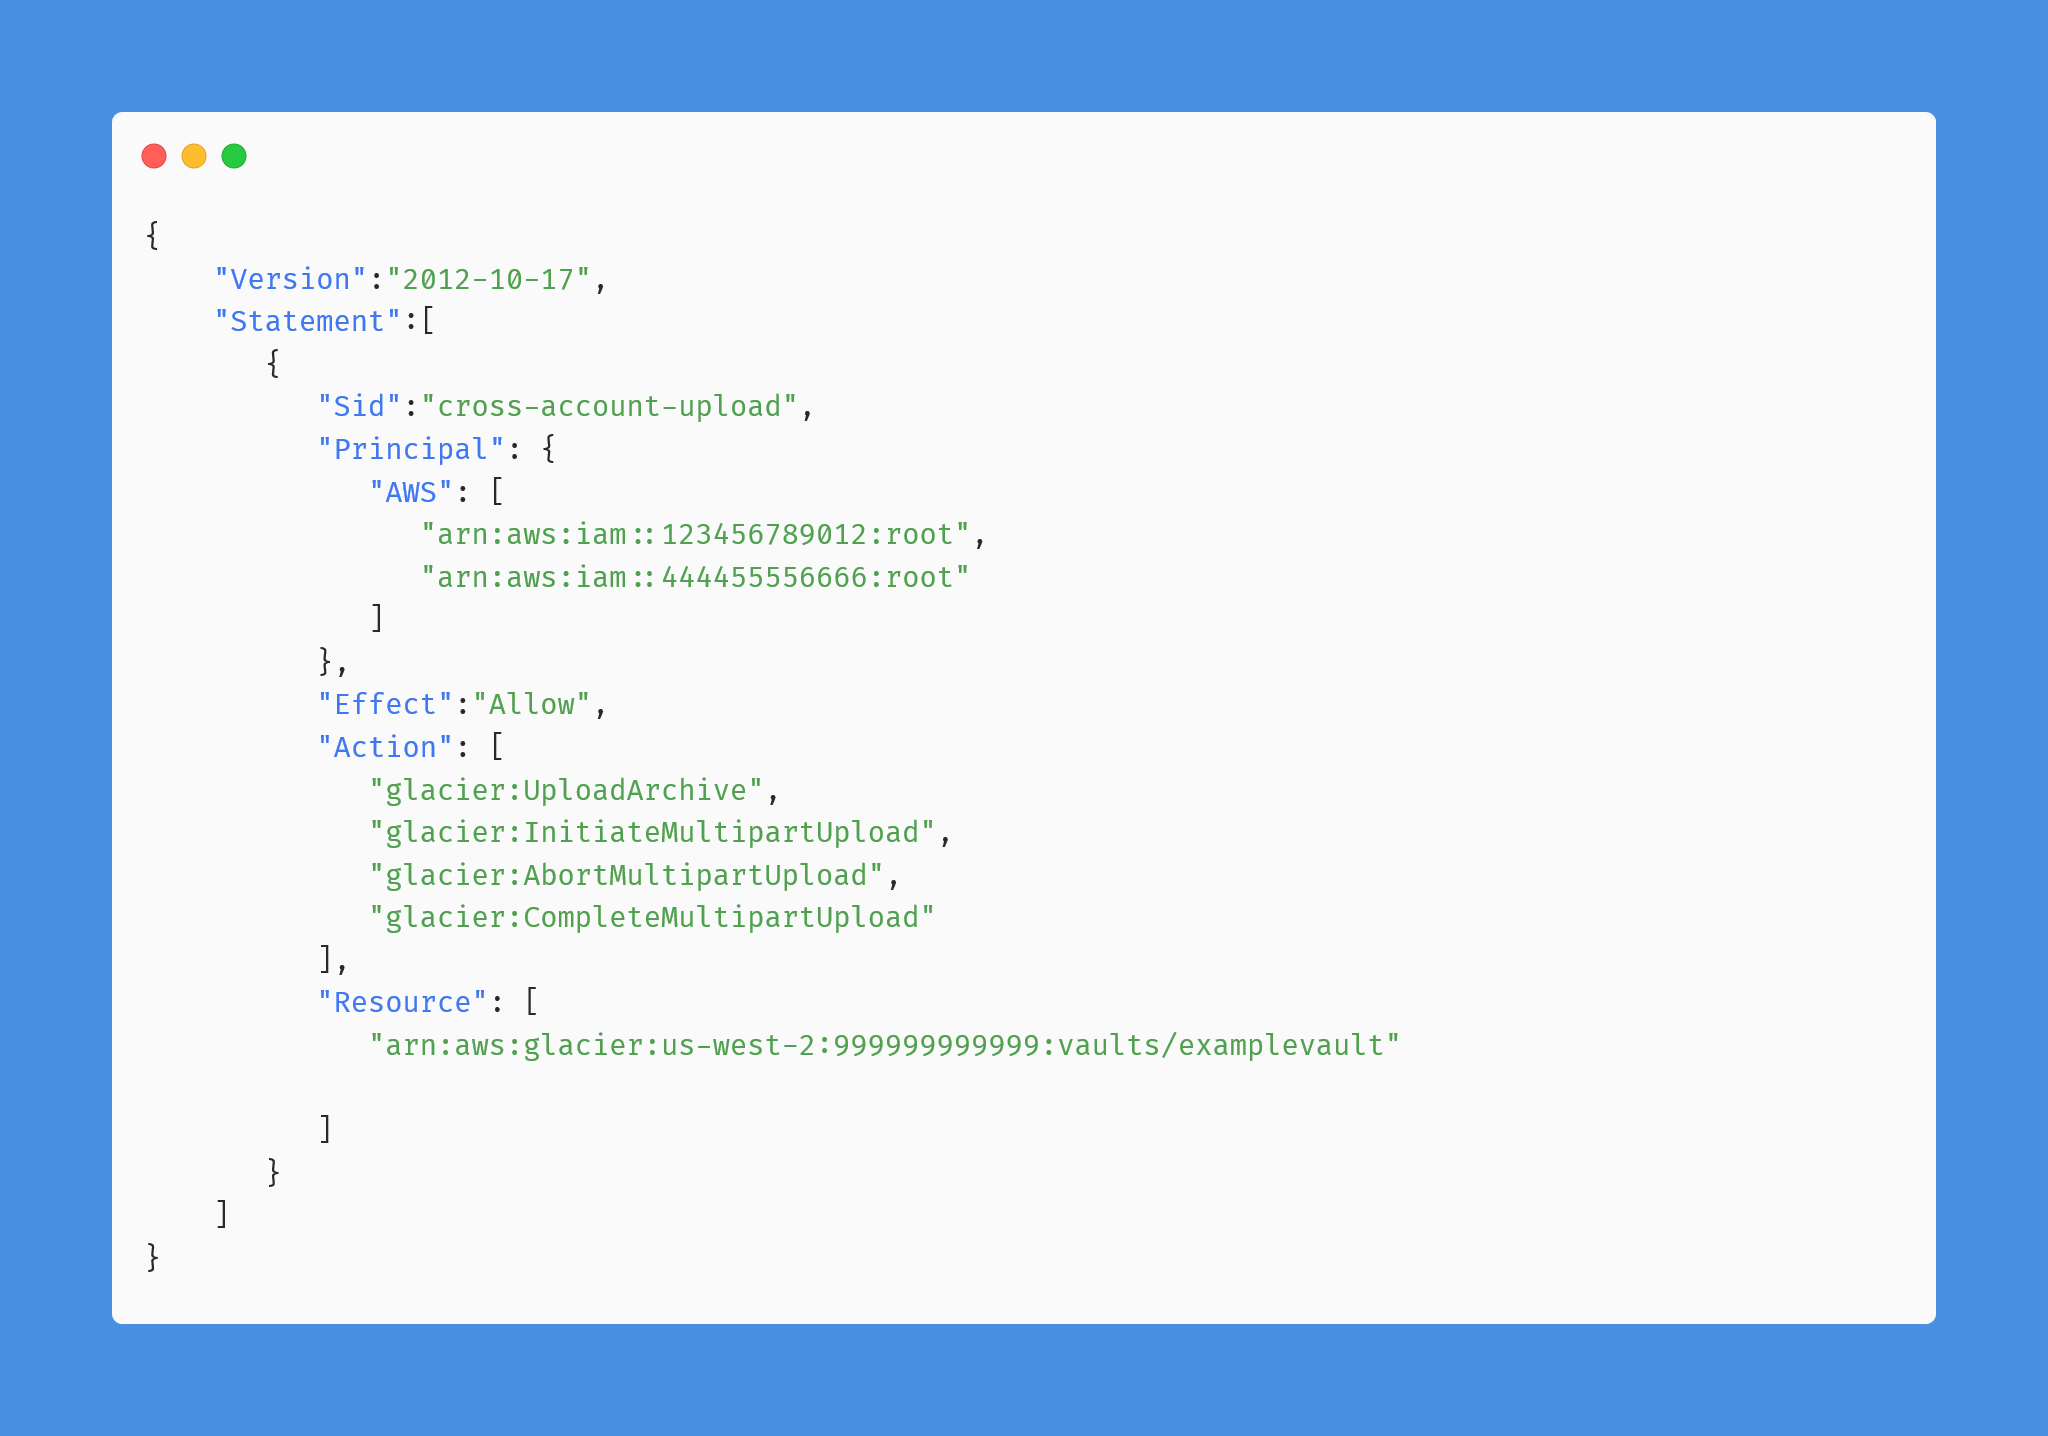 {
    "Version":"2012-10-17",
    "Statement":[
       {
          "Sid":"cross-account-upload",
          "Principal": {
             "AWS": [
                "arn:aws:iam::123456789012:root",
                "arn:aws:iam::444455556666:root"
             ]
          },
          "Effect":"Allow",
          "Action": [
             "glacier:UploadArchive",
             "glacier:InitiateMultipartUpload",
             "glacier:AbortMultipartUpload",
             "glacier:CompleteMultipartUpload"
          ],
          "Resource": [
             "arn:aws:glacier:us-west-2:999999999999:vaults/examplevault"

          ]
       }
    ]
}